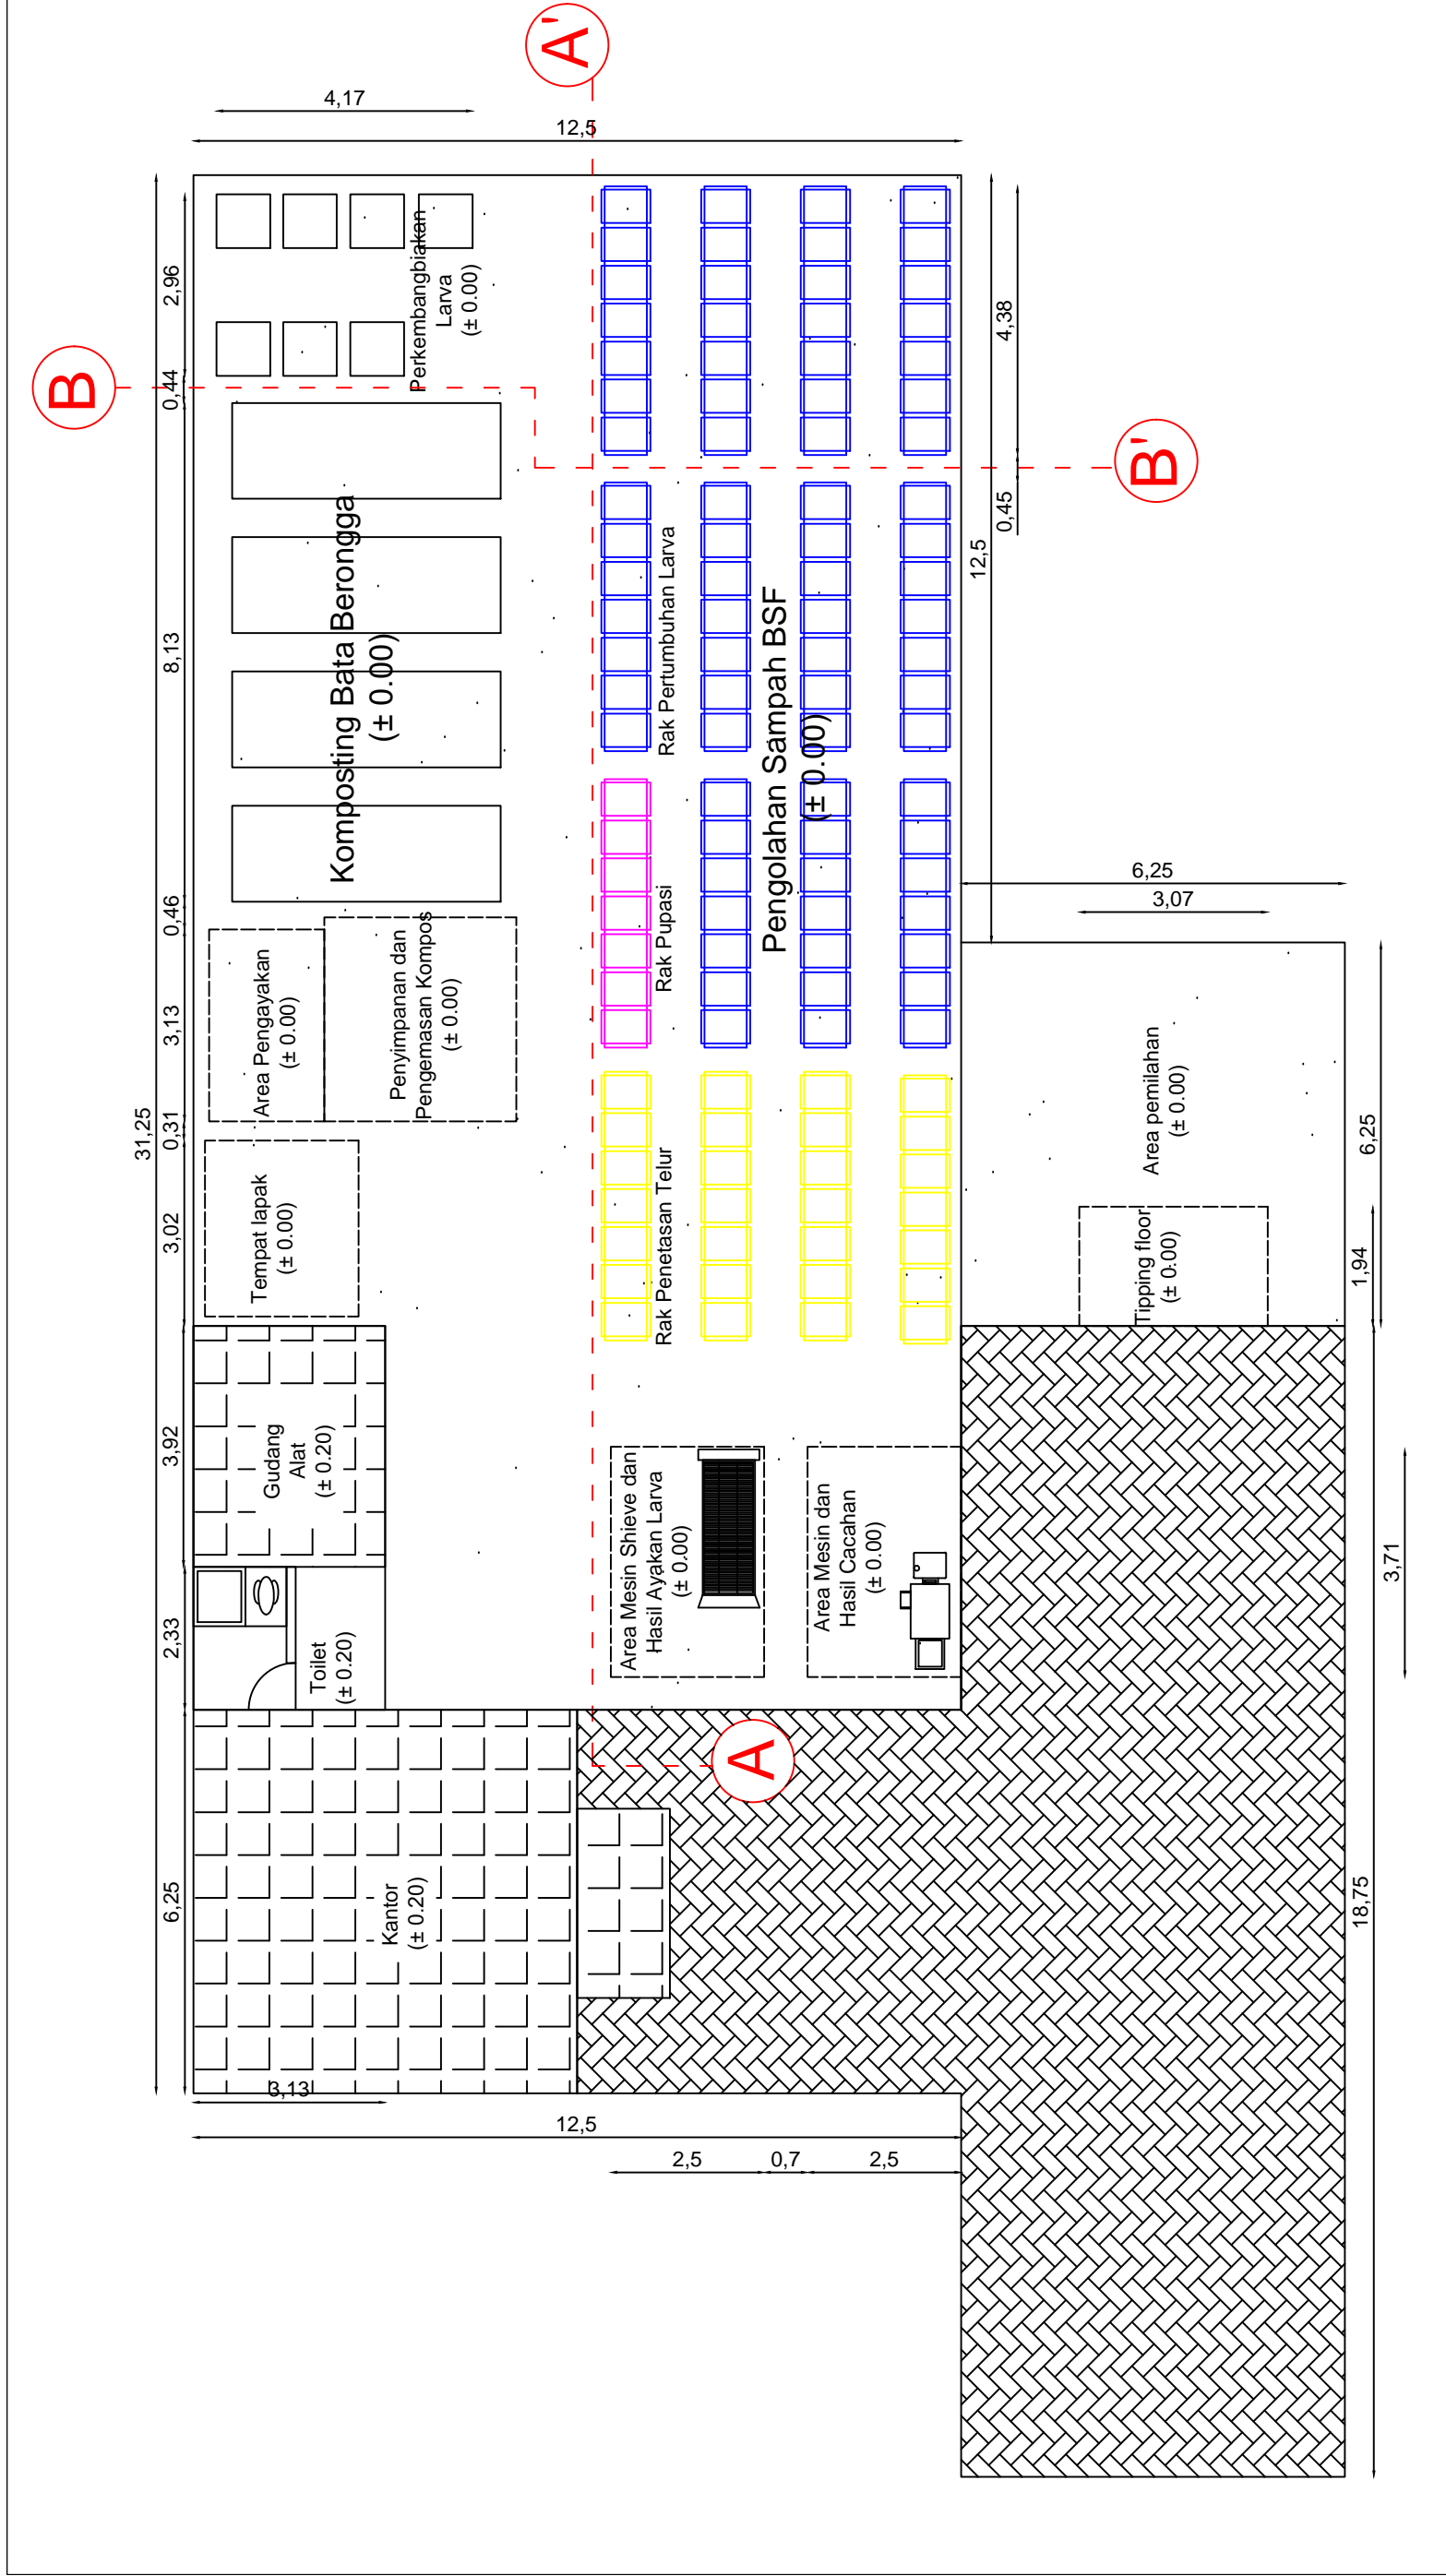 B
A'
4,17
12,5
2,96
0,44
8,13
0,46
3,13
0,31
3,02
3,92
2,33
6,25
31,25
Perkembangbiakan
Larva
(± 0.00)
Komposting Bata Berongga
(± 0.00)
Area Pengayakan
(± 0.00)
Penyimpanan dan
Pengemasan Kompos
(± 0.00)
Tempat lapak
(± 0.00)
Gudang
Alat
(± 0.20)
Toilet
(± 0.20)
Kantor
(± 0.20)
Rak Pertumbuhan Larva
Rak Pupasi
Rak Penetasan Telur
Pengolahan Sampah BSF
(± 0.00)
Area Mesin Shieve dan
Hasil Ayakan Larva
(± 0.00)
Area Mesin dan
Hasil Cacahan
(± 0.00)
A
B'
4,38
0,45
12,5
6,25
3,07
Area pemilahan
(± 0.00)
Tipping floor
(± 0.00)
6,25
1,94
3,71
18,75
3,13
12,5
2,5
0,7
2,5